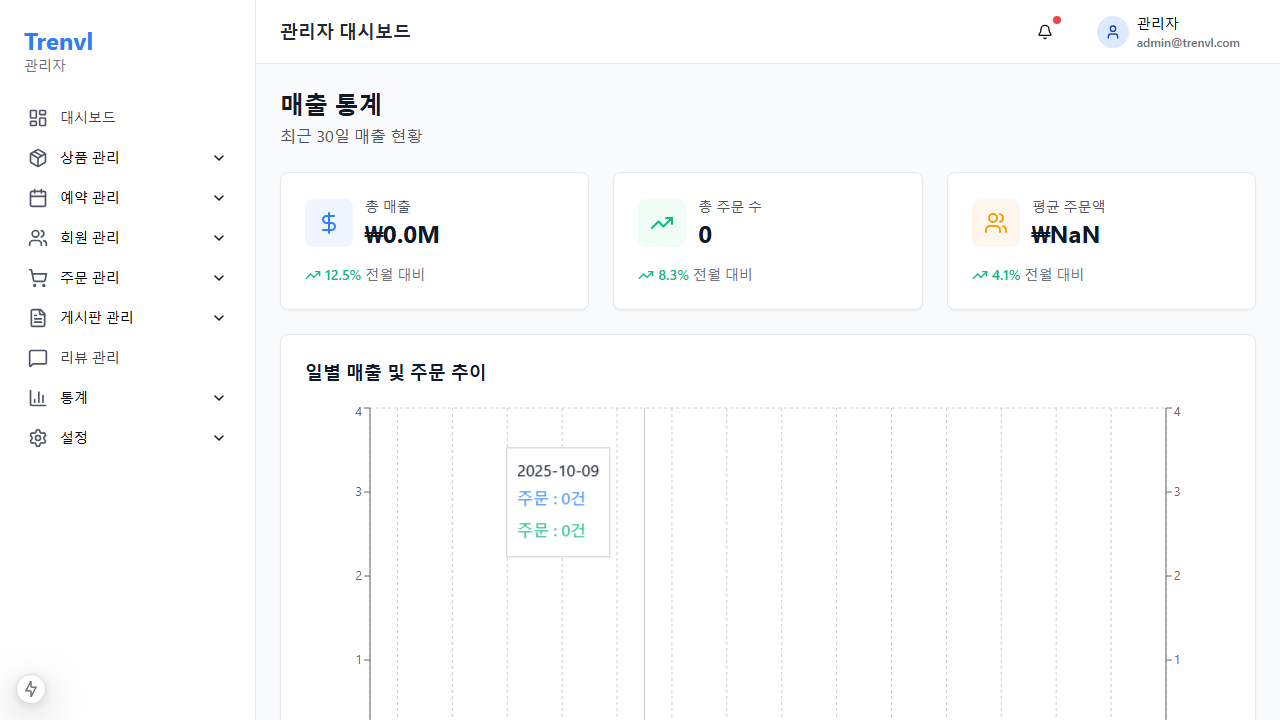 Trenvl
관리자
대시보드
상품 관리
예약 관리
회원 관리
주문 관리
게시판 관리
리뷰 관리
통계
설정
관리자 대시보드
관리자
admin@trenvl.com
매출 통계
최근 30일 매출 현황
총 매출
₩0.0M
12.5% 전월 대비
총 주문 수
0
8.3% 전월 대비
평균 주문액
₩NaN
4.1% 전월 대비
일별 매출 및 주문 추이
4
3
2
1
2025-10-09
주문 : 0건
주문 : 0건
4
3
2
1